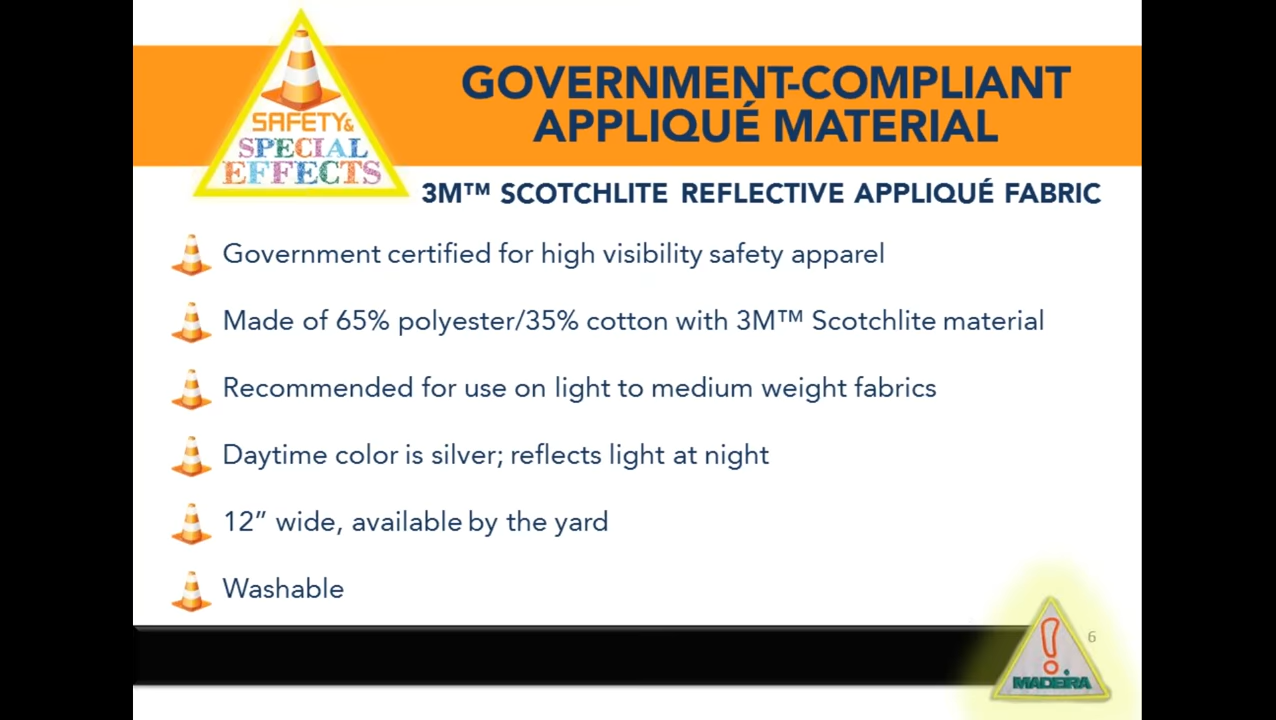 SAFETY&
SPECIAL
EFFECTS
GOVERNMENT-COMPLIANT
APPLIQUÉ MATERIAL
3M™ SCOTCHLITE REFLECTIVE APPLIQUÉ FABRIC
Government certified for high visibility safety apparel
Made of 65% polyester/35% cotton with 3M™ Scotchlite material
Recommended for use on light to medium weight fabrics
Daytime color is silver; reflects light at night
12” wide, available by the yard
Washable
6
!
MADEIRA